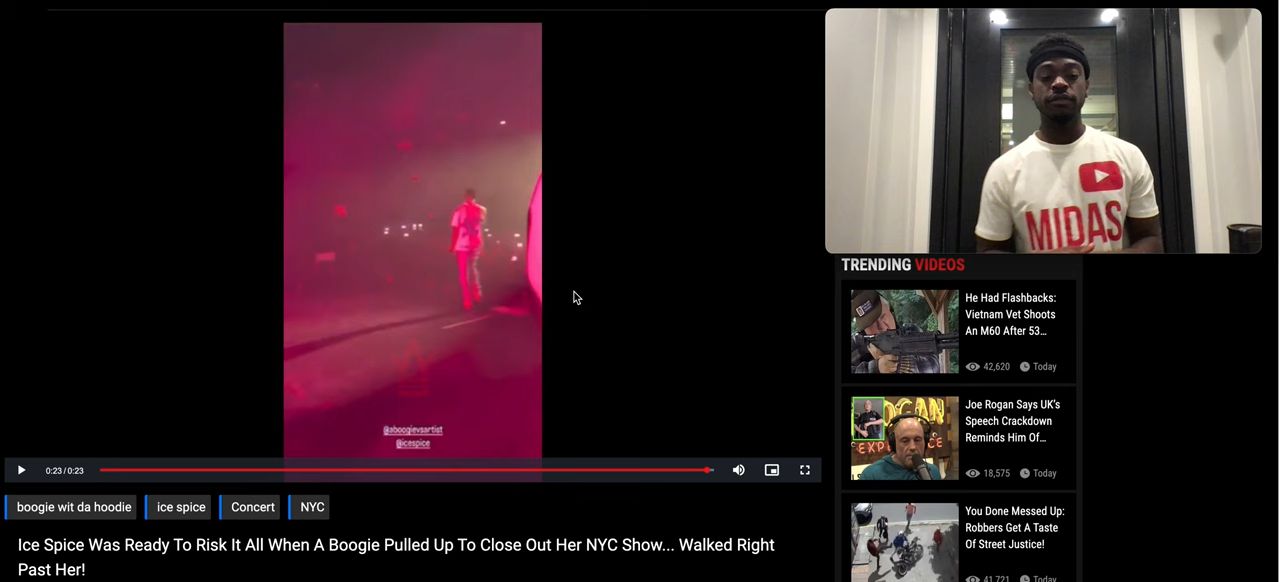 MIDAS
@aboogievsartist
@icespice
0:23 / 0:23
boogie wit da hoodie
ice spice
Concert
NYC
Ice Spice Was Ready To Risk It All When A Boogie Pulled Up To Close Out Her NYC Show... Walked Right
Past Her!
TRENDING VIDEOS
He Had Flashbacks:
Vietnam Vet Shoots
An M60 After 53...
42,620 Today
Joe Rogan Says UK's
Speech Crackdown
Reminds Him Of...
18,575 Today
You Done Messed Up:
Robbers Get A Taste
Of Street Justice!
41,721 Today